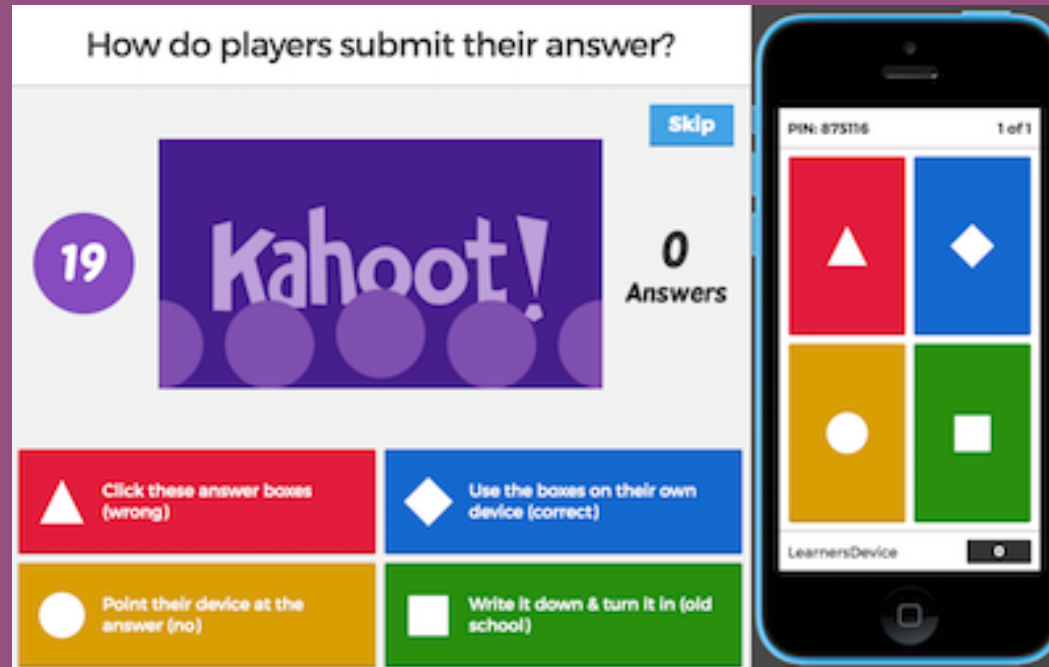 How do players submit their answer?
Skip
19
Kahoot!
0
Answers
Click these answer boxes
(wrong)
Use the boxes on their own
device (correct)
Point their device at the
answer (no)
Write it down & turn it in (old
school)
PIN: 875116
1 of 1
LearnersDevice
0